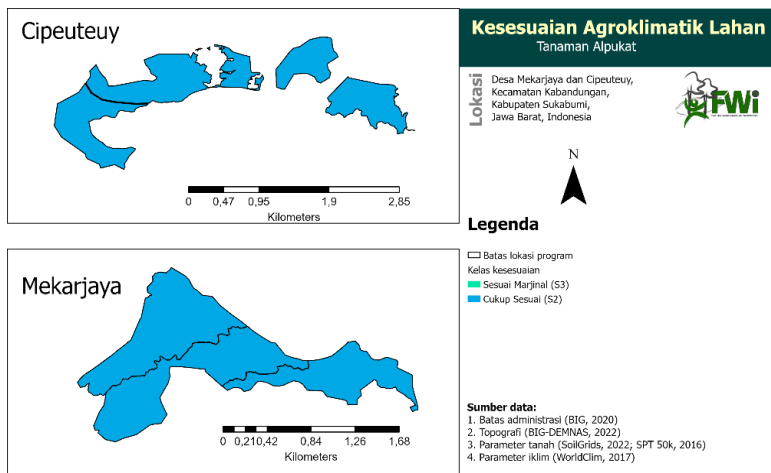 Cipeuteuy
0 0,47 0,95 1,9 2,85
Kilometers
Mekarjaya
0 0,210,42 0,84 1,26 1,68
Kilometers
Kesesuaian Agroklimatik Lahan
Tanaman Alpukat
Lokasi
Desa Mekarjaya dan Cipeuteuy,
Kecamatan Kabandungan,
Kabupaten Sukabumi,
Jawa Barat, Indonesia
FWi
N
Legenda
Batas lokasi program
Kelas kesesuaian
Sesuai Marjinal (S3)
Cukup Sesuai (S2)
Sumber data:
1. Batas administrasi (BIG, 2020)
2. Topografi (BIG-DEMNAS, 2022)
3. Parameter tanah (SoilGrids, 2022; SPT 50k, 2016)
4. Parameter iklim (WorldClim, 2017)